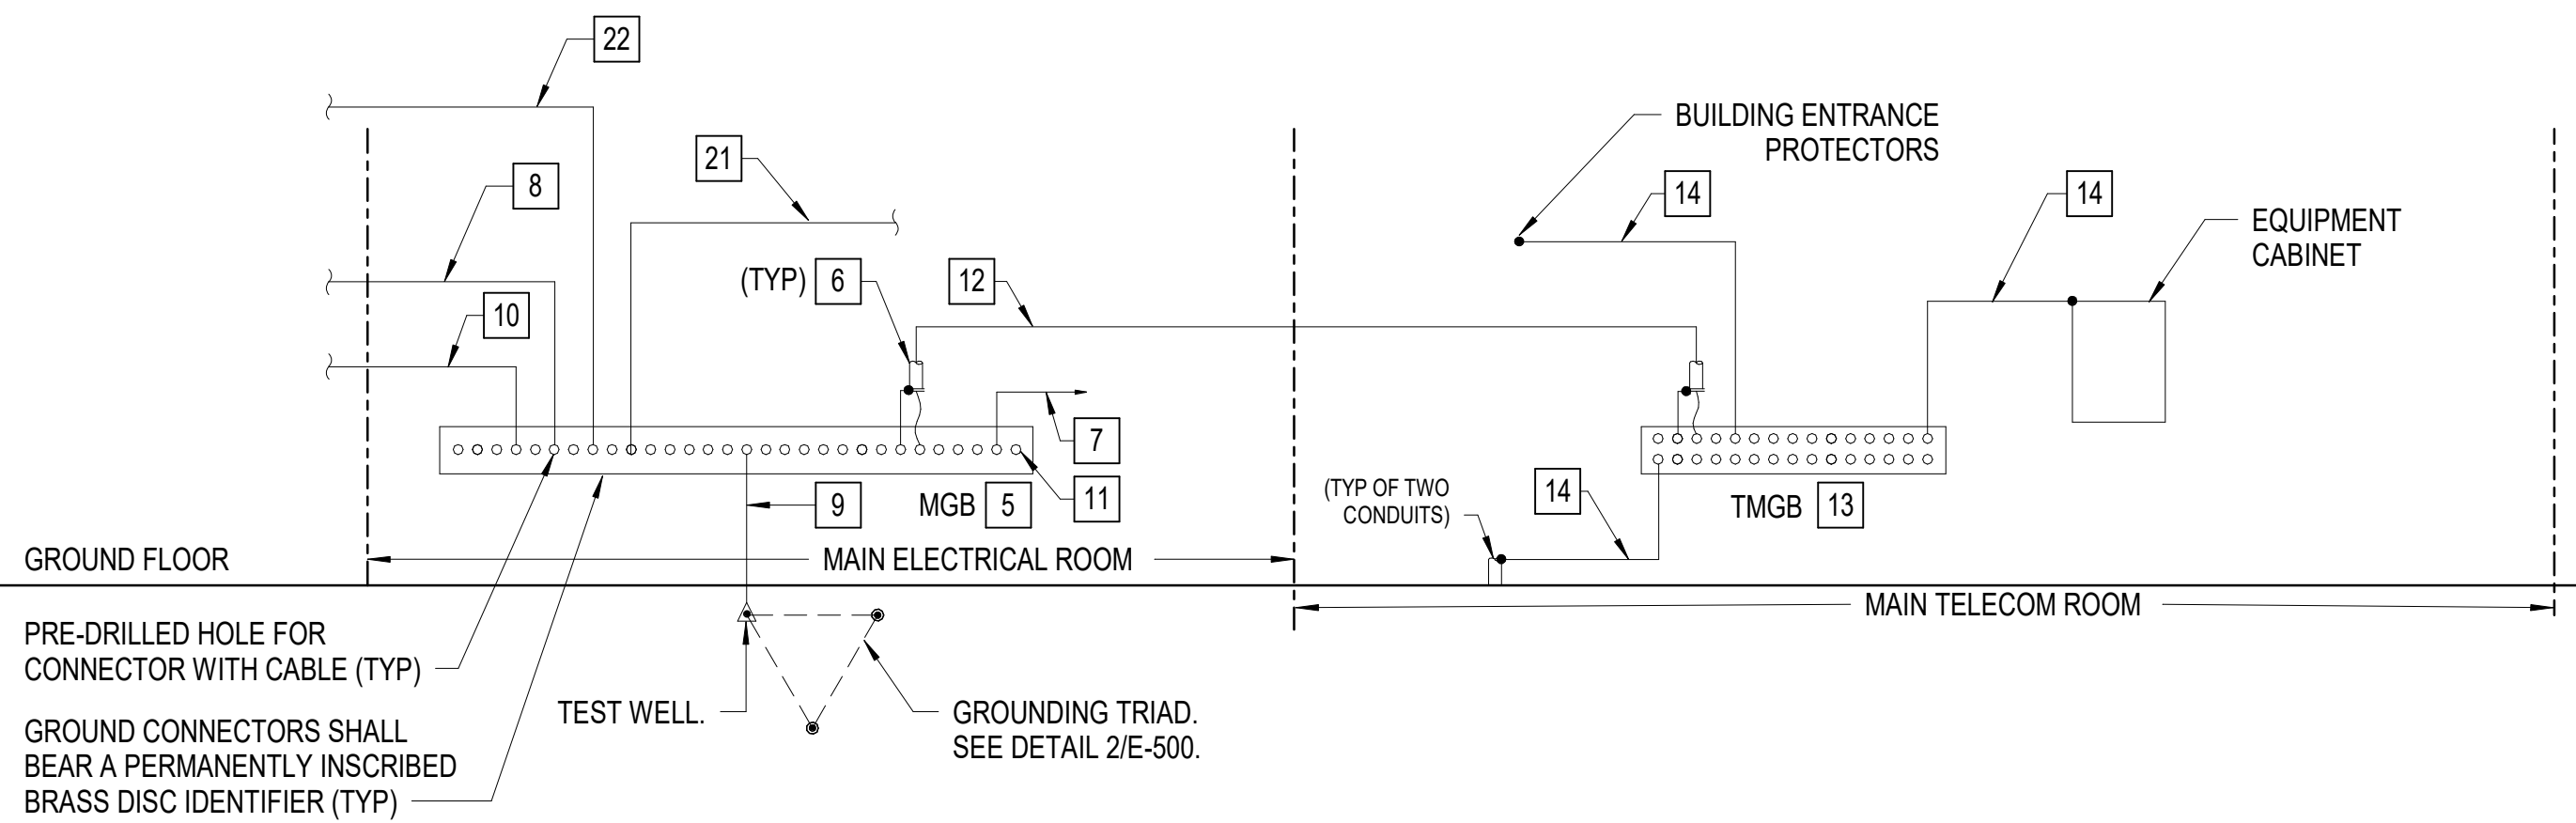 22
BUILDING ENTRANCE
PROTECTORS
21
8
14
14
EQUIPMENT
CABINET
(TYP) 6
12
10
7
9
MGB 5
11
(TYP OF TWO
CONDUITS)
14
TMGB 13
GROUND FLOOR
MAIN ELECTRICAL ROOM
MAIN TELECOM ROOM
PRE-DRILLED HOLE FOR
CONNECTOR WITH CABLE (TYP)
TEST WELL.
GROUNDING TRIAD.
SEE DETAIL 2/E-500.
GROUND CONNECTORS SHALL
BEAR A PERMANENTLY INSCRIBED
BRASS DISC IDENTIFIER (TYP)